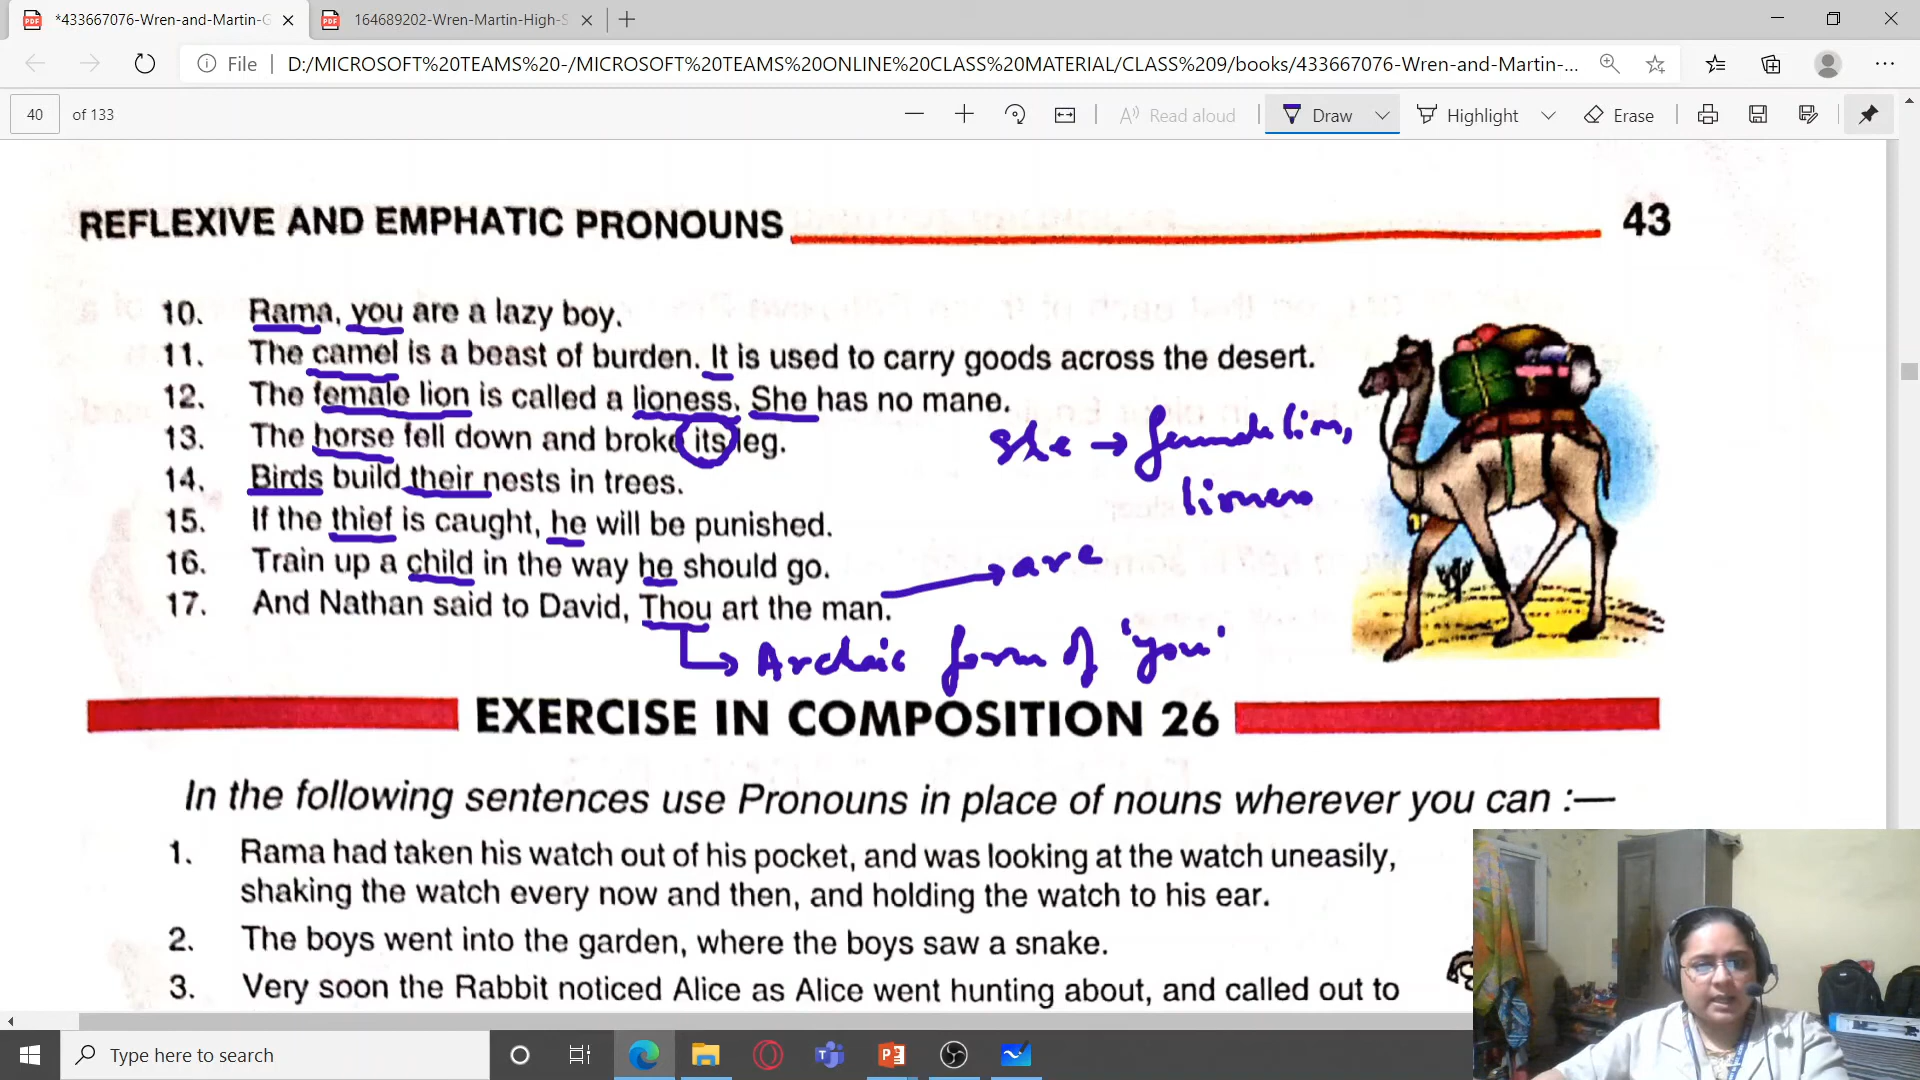 *433667076-Wren-and-Martin-G
164689202-Wren-Martin-High-S
File
D:/MICROSOFT%20TEAMS%20-/MICROSOFT%20TEAMS%20ONLINE%20CLASS%20MATERIAL/CLASS%209/books/433667076-Wren-and-Martin-...
40 of 133
Read aloud
Draw
Highlight
Erase
REFLEXIVE AND EMPHATIC PRONOUNS 43
10. Rama, you are a lazy boy.
11. The camel is a beast of burden. It is used to carry goods across the desert.
12. The female lion is called a lioness. She has no mane.
She → female lion,
13. The horse fell down and broke its leg.
lioness
14. Birds build their nests in trees.
15. If the thief is caught, he will be punished.
16. Train up a child in the way he should go.
are
17. And Nathan said to David, Thou art the man.
Archaic form of 'you'
EXERCISE IN COMPOSITION 26
In the following sentences use Pronouns in place of nouns wherever you can :—
1. Rama had taken his watch out of his pocket, and was looking at the watch uneasily,
shaking the watch every now and then, and holding the watch to his ear.
2. The boys went into the garden, where the boys saw a snake.
3. Very soon the Rabbit noticed Alice as Alice went hunting about, and called out to
Type here to search